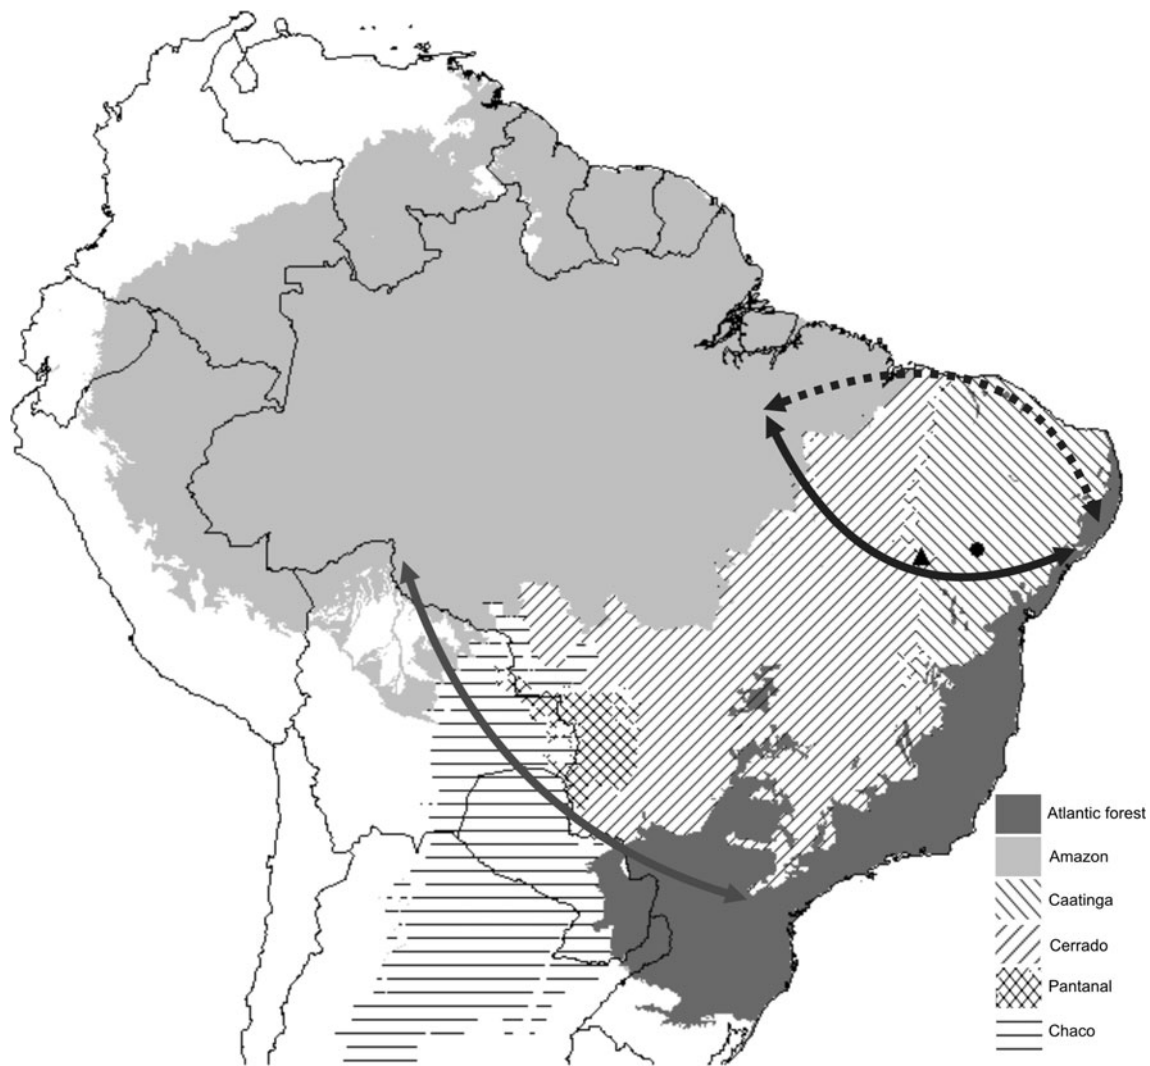 Atlantic forest
Amazon
Caatinga
Cerrado
Pantanal
Chaco